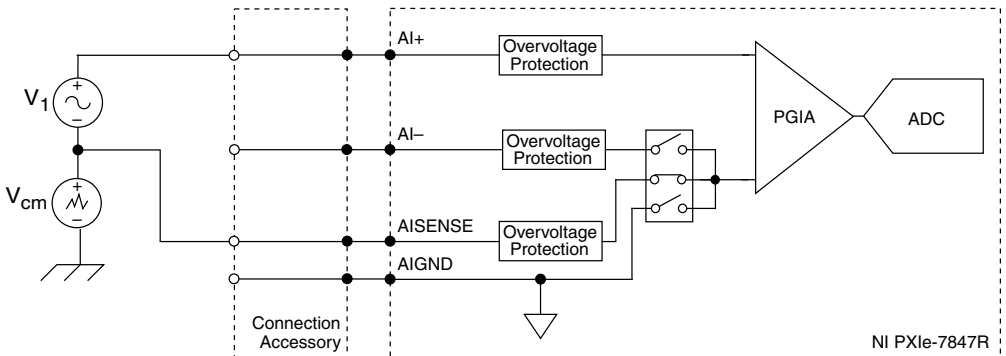 AI+
Overvoltage
Protection
+
V1
–
PGIA
ADC
AI–
Overvoltage
Protection
+
Vcm
–
AISENSE
Overvoltage
Protection
AIGND
Connection
Accessory
NI PXIe-7847R